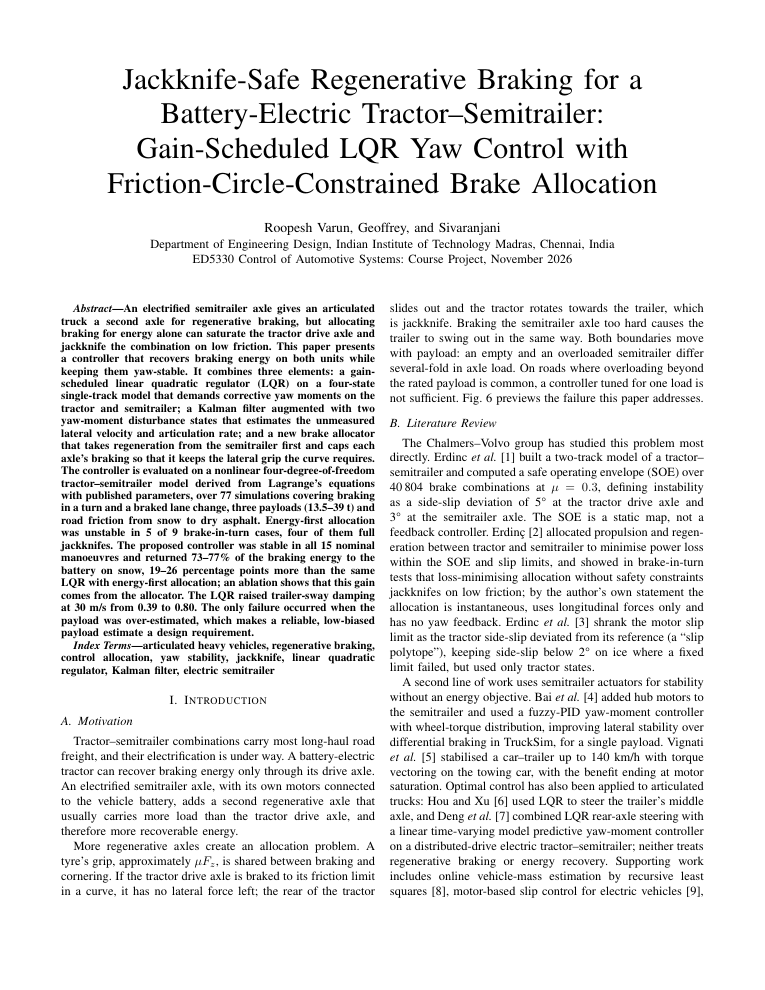 Jackknife-Safe Regenerative Braking for a
Battery-Electric Tractor–Semitrailer:
Gain-Scheduled LQR Yaw Control with
Friction-Circle-Constrained Brake Allocation
Roopesh Varun, Geoffrey, and Sivaranjani
Department of Engineering Design, Indian Institute of Technology Madras, Chennai, India
ED5330 Control of Automotive Systems: Course Project, November 2026
Abstract—An electrified semitrailer axle gives an articulated
truck a second axle for regenerative braking, but allocating
braking for energy alone can saturate the tractor drive axle and
jackknife the combination on low friction. This paper presents
a controller that recovers braking energy on both units while
keeping them yaw-stable. It combines three elements: a gain-
scheduled linear quadratic regulator (LQR) on a four-state
single-track model that demands corrective yaw moments on the
tractor and semitrailer; a Kalman filter augmented with two
yaw-moment disturbance states that estimates the unmeasured
lateral velocity and articulation rate; and a new brake allocator
that takes regeneration from the semitrailer first and caps each
axle's braking so that it keeps the lateral grip the curve requires.
The controller is evaluated on a nonlinear four-degree-of-freedom
tractor–semitrailer model derived from Lagrange's equations
with published parameters, over 77 simulations covering braking
in a turn and a braked lane change, three payloads (13.5–39 t) and
road friction from snow to dry asphalt. Energy-first allocation
was unstable in 5 of 9 brake-in-turn cases, four of them full
jackknifes. The proposed controller was stable in all 15 nominal
manoeuvres and returned 73–77% of the braking energy to the
battery on snow, 19–26 percentage points more than the same
LQR with energy-first allocation; an ablation shows that this gain
comes from the allocator. The LQR raised trailer-sway damping
at 30 m/s from 0.39 to 0.80. The only failure occurred when the
payload was over-estimated, which makes a reliable, low-biased
payload estimate a design requirement.
Index Terms—articulated heavy vehicles, regenerative braking,
control allocation, yaw stability, jackknife, linear quadratic
regulator, Kalman filter, electric semitrailer
I. INTRODUCTION
A. Motivation
Tractor–semitrailer combinations carry most long-haul road
freight, and their electrification is under way. A battery-electric
tractor can recover braking energy only through its drive axle.
An electrified semitrailer axle, with its own motors connected
to the vehicle battery, adds a second regenerative axle that
usually carries more load than the tractor drive axle, and
therefore more recoverable energy.
More regenerative axles create an allocation problem. A
tyre's grip, approximately μF_z, is shared between braking and
cornering. If the tractor drive axle is braked to its friction limit
in a curve, it has no lateral force left; the rear of the tractor
slides out and the tractor rotates towards the trailer, which
is jackknife. Braking the semitrailer axle too hard causes the
trailer to swing out in the same way. Both boundaries move
with payload: an empty and an overloaded semitrailer differ
several-fold in axle load. On roads where overloading beyond
the rated payload is common, a controller tuned for one load is
not sufficient. Fig. 6 previews the failure this paper addresses.
B. Literature Review
The Chalmers–Volvo group has studied this problem most
directly. Erdinc et al. [1] built a two-track model of a tractor–
semitrailer and computed a safe operating envelope (SOE) over
40 804 brake combinations at μ = 0.3, defining instability
as a side-slip deviation of 5° at the tractor drive axle and
3° at the semitrailer axle. The SOE is a static map, not a
feedback controller. Erdinç [2] allocated propulsion and regen-
eration between tractor and semitrailer to minimise power loss
within the SOE and slip limits, and showed in brake-in-turn
tests that loss-minimising allocation without safety constraints
jackknifes on low friction; by the author's own statement the
allocation is instantaneous, uses longitudinal forces only and
has no yaw feedback. Erdinc et al. [3] shrank the motor slip
limit as the tractor side-slip deviated from its reference (a “slip
polytope”), keeping side-slip below 2° on ice where a fixed
limit failed, but used only tractor states.
A second line of work uses semitrailer actuators for stability
without an energy objective. Bai et al. [4] added hub motors to
the semitrailer and used a fuzzy-PID yaw-moment controller
with wheel-torque distribution, improving lateral stability over
differential braking in TruckSim, for a single payload. Vignati
et al. [5] stabilised a car–trailer up to 140 km/h with torque
vectoring on the towing car, with the benefit ending at motor
saturation. Optimal control has also been applied to articulated
trucks: Hou and Xu [6] used LQR to steer the trailer's middle
axle, and Deng et al. [7] combined LQR rear-axle steering with
a linear time-varying model predictive yaw-moment controller
on a distributed-drive electric tractor–semitrailer; neither treats
regenerative braking or energy recovery. Supporting work
includes online vehicle-mass estimation by recursive least
squares [8], motor-based slip control for electric vehicles [9],